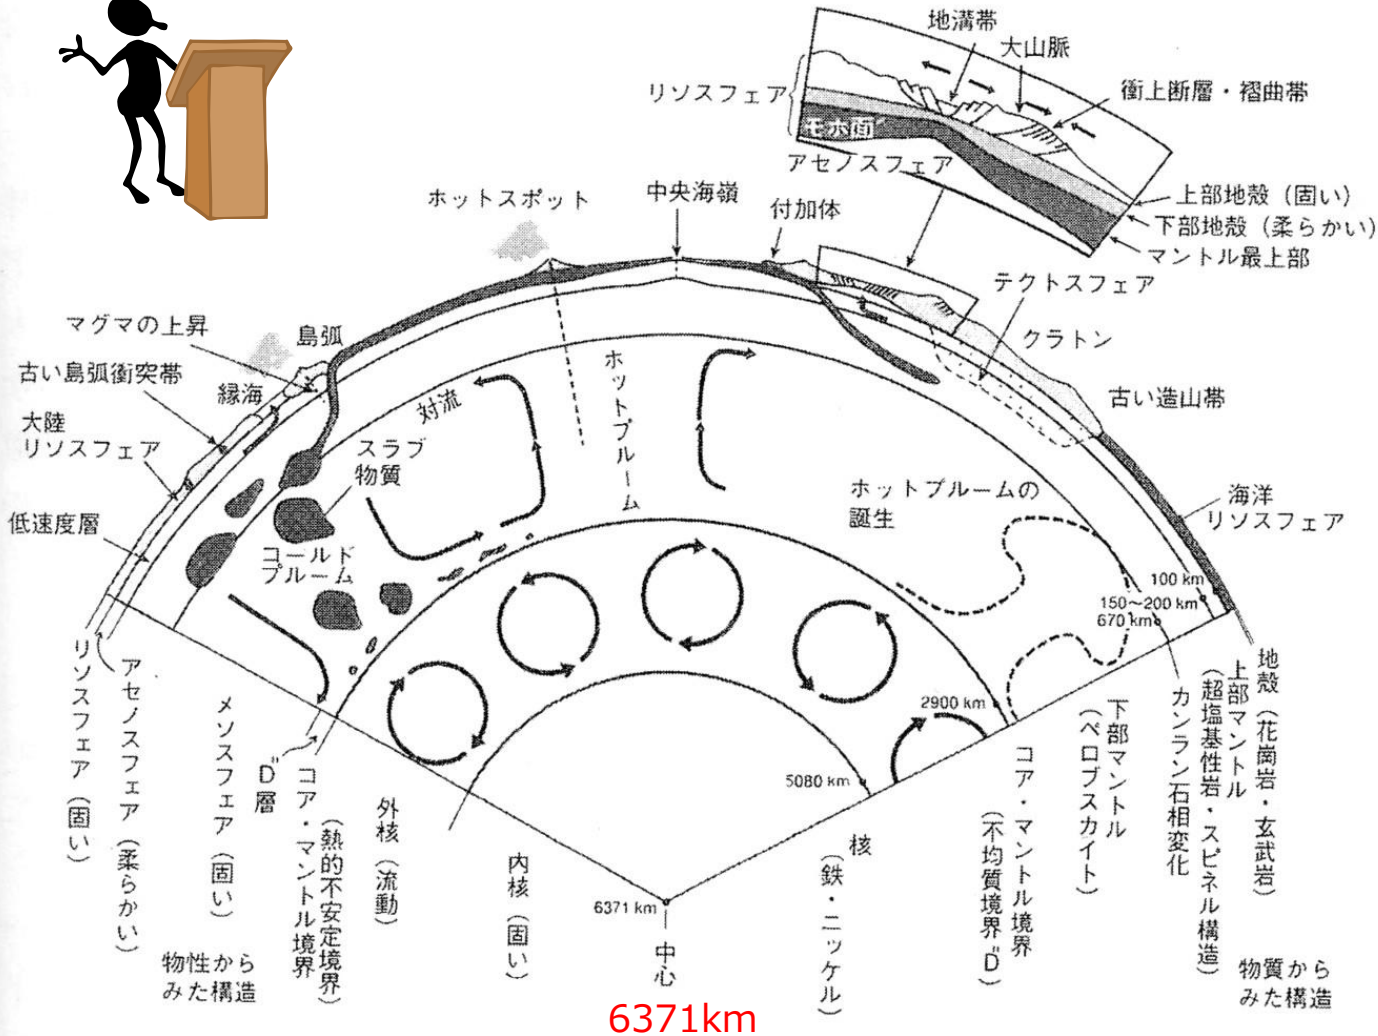 地溝帯
大山脈
リソスフェア
衝上断層・褶曲帯
モホ面
アセノスフェア
上部地殻（固い）
下部地殻（柔らかい）
マントル最上部
ホットスポット
中央海嶺
付加体
テクトスフェア
クラトン
古い造山帯
マグマの上昇
島弧
古い島弧衝突帯
縁海
大陸
リソスフェア
低速度層
対流
スラブ
物質
コールド
プルーム
ホットプルーム
ホットプルームの
誕生
海洋
リソスフェア
100 km
150〜200 km
670 km
2900 km
5080 km
6371 km
リソスフェア（固い）
アセノスフェア（柔らかい）
メソスフェア（固い）
D"層
コア・マントル境界
（熱的不安定境界）
外核（流動）
内核（固い）
中心
核
（鉄・ニッケル）
コア・マントル境界
（不均質境界D"）
下部マントル
（ペロブスカイト）
カンラン石相変化
上部マントル
（超塩基性岩・スピネル構造）
地殻（花崗岩・玄武岩）
物性から
みた構造
物質から
みた構造
6371km